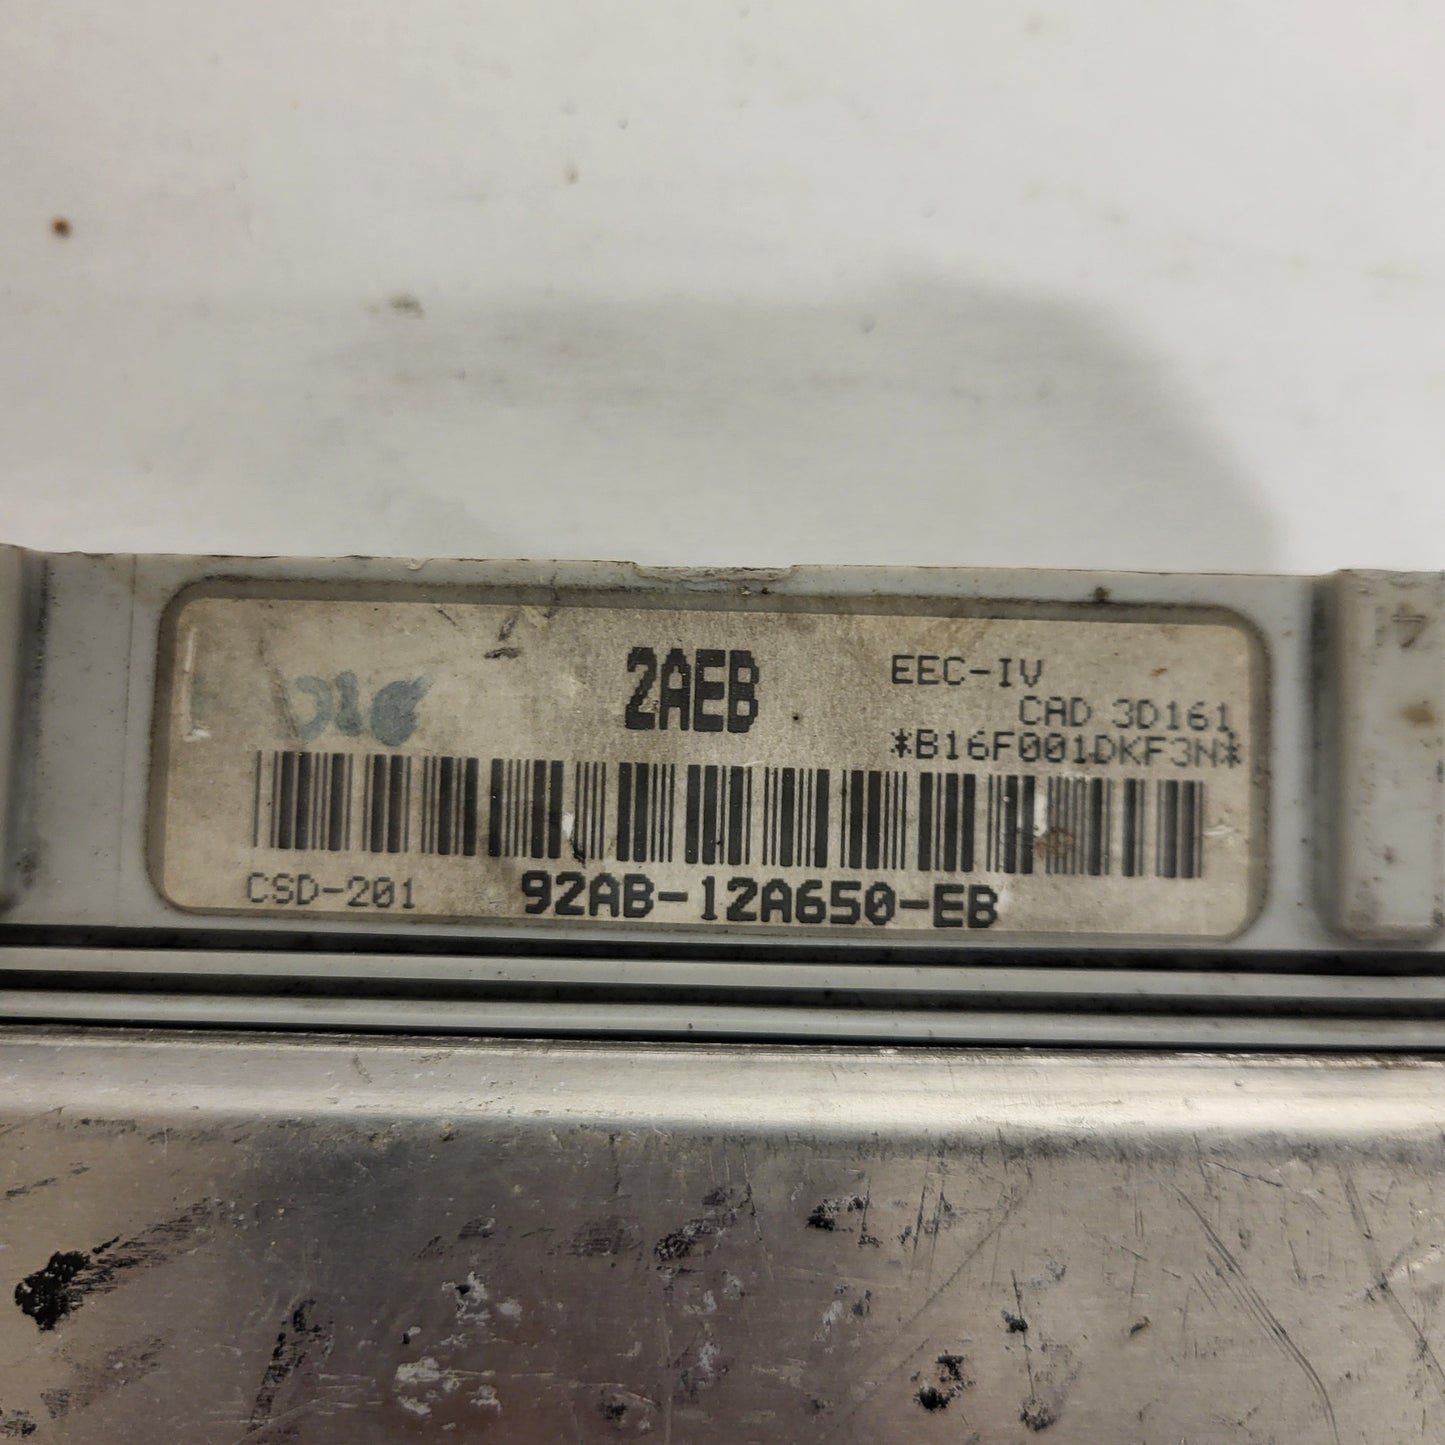 2AEB
EEC-IV
CAD 3D161
*B16F001DKF3N*
CSD-201
92AB-12A650-EB